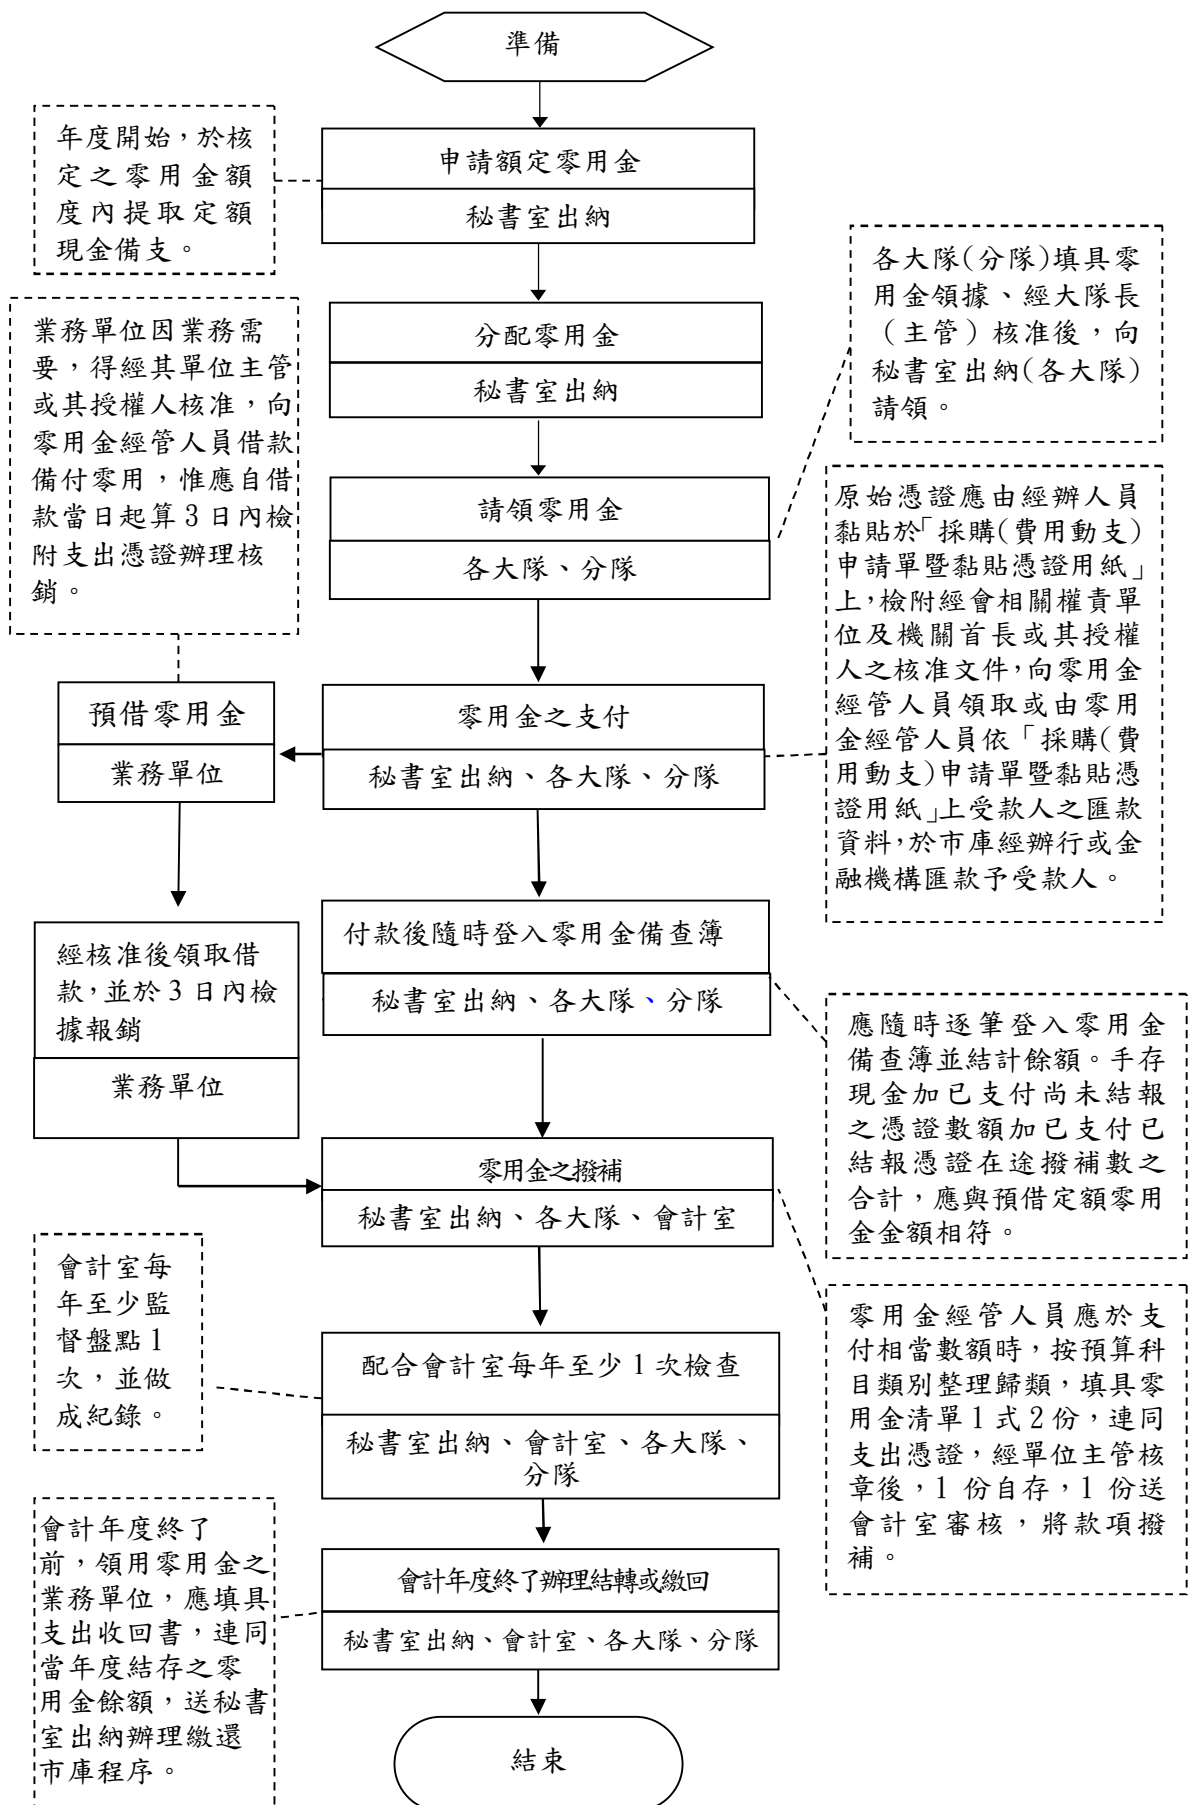 準備
年度開始，於核
定之零用金額
度內提取定額
現金備支。
申請額定零用金
秘書室出納
各大隊(分隊)填具零
用金領據、經大隊長
（主管）核准後，向
秘書室出納(各大隊)
請領。
業務單位因業務需
要，得經其單位主管
或其授權人核准，向
零用金經管人員借款
備付零用，惟應自借
款當日起算3日內檢
附支出憑證辦理核
銷。
分配零用金
秘書室出納
請領零用金
各大隊、分隊
原始憑證應由經辦人員
黏貼於「採購(費用動支)
申請單暨黏貼憑證用紙」
上，檢附經會相關權責單
位及機關首長或其授權
人之核准文件，向零用金
經管人員領取或由零用
金經管人員依「採購(費
用動支)申請單暨黏貼憑
證用紙」上受款人之匯款
資料，於市庫經辦行或金
融機構匯款予受款人。
預借零用金
業務單位
零用金之支付
秘書室出納、各大隊、分隊
經核准後領取借
款，並於3日內檢
據報銷
業務單位
付款後隨時登入零用金備查簿
秘書室出納、各大隊、分隊
應隨時逐筆登入零用金
備查簿並結計餘額。手存
現金加已支付尚未結報
之憑證數額加已支付已
結報憑證在途撥補數之
合計，應與預借定額零用
金金額相符。
零用金之撥補
秘書室出納、各大隊、會計室
會計室每
年至少監
督盤點1
次，並做
成紀錄。
配合會計室每年至少1次檢查
秘書室出納、會計室、各大隊、
分隊
零用金經管人員應於支
付相當數額時，按預算科
目類別整理歸類，填具零
用金清單1式2份，連同
支出憑證，經單位主管核
章後，1份自存，1份送
會計室審核，將款項撥
補。
會計年度終了
前，領用零用金之
業務單位，應填具
支出收回書，連同
當年度結存之零
用金餘額，送秘書
室出納辦理繳還
市庫程序。
會計年度終了辦理結轉或繳回
秘書室出納、會計室、各大隊、分隊
結束